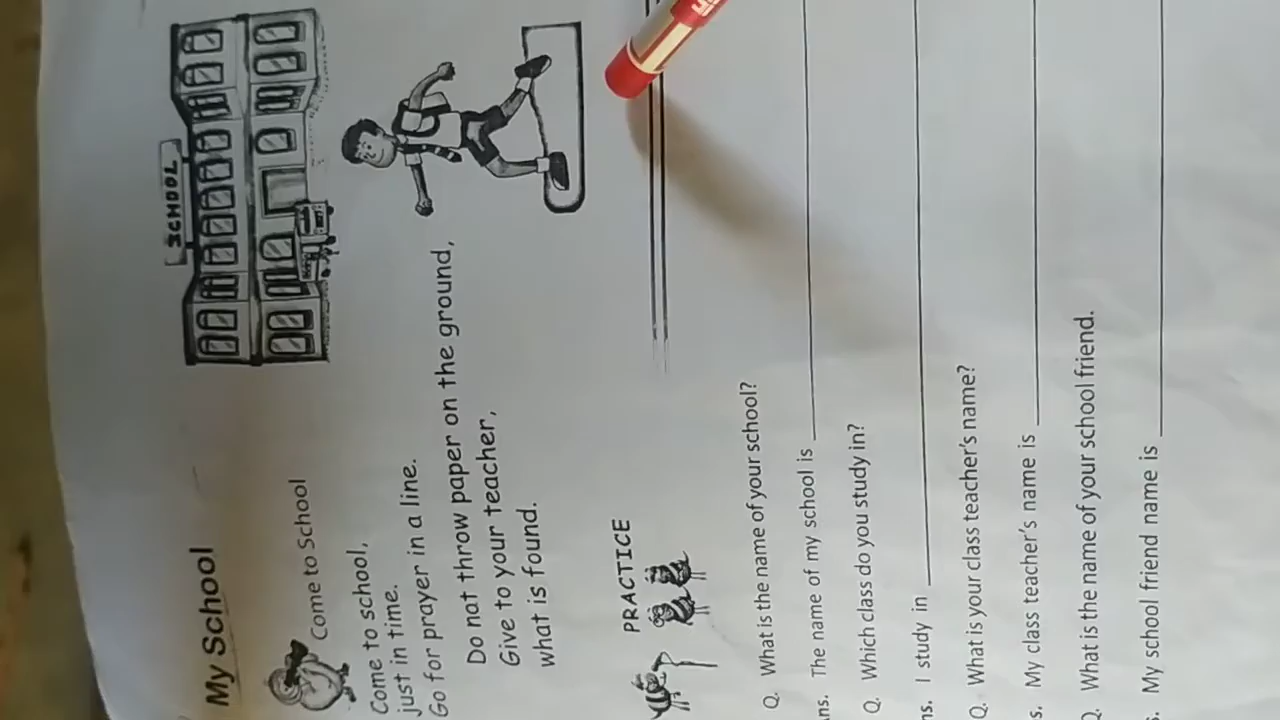 My School
SCHOOL
Come to School
Come to school,
just in time.
Go for prayer in a line.
Do not throw paper on the ground,
Give to your teacher,
what is found.
PRACTICE
Q. What is the name of your school?
ns. The name of my school is
Q. Which class do you study in?
ns. I study in
Q. What is your class teacher's name?
s. My class teacher's name is
Q. What is the name of your school friend.
s. My school friend name is